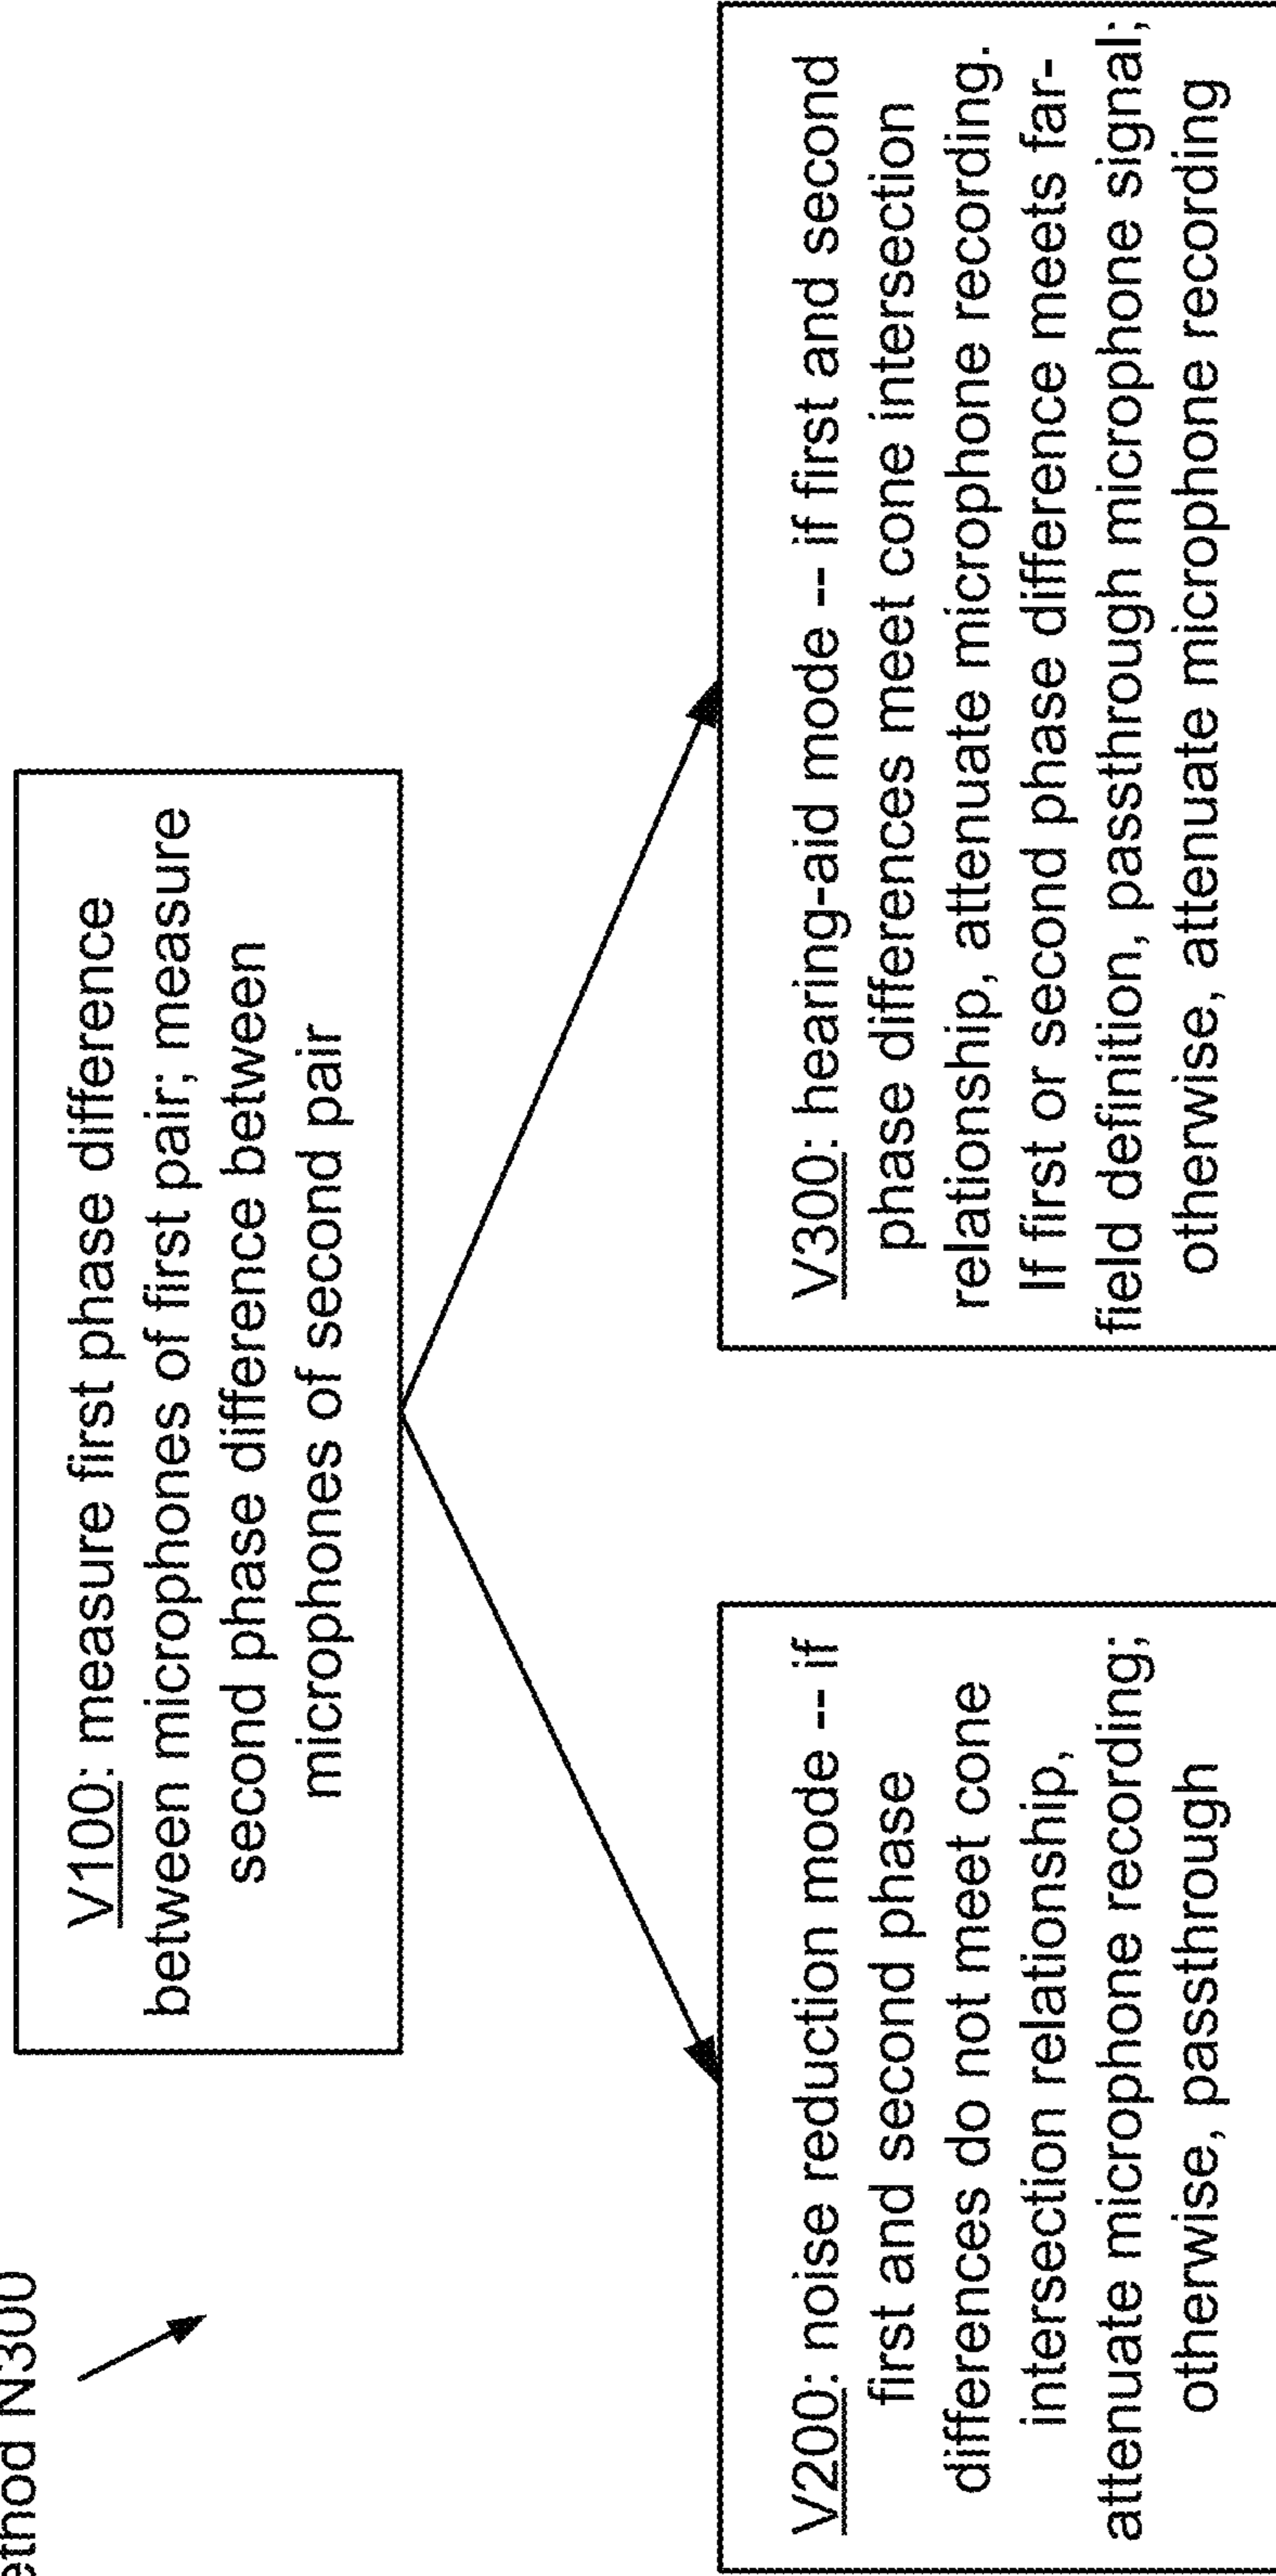 ethod N300
V100: measure first phase difference
between microphones of first pair; measure
second phase difference between
microphones of second pair
V200: noise reduction mode -- if
first and second phase
differences do not meet cone
intersection relationship,
attenuate microphone recording;
otherwise, passthrough
V300: hearing-aid mode -- if first and second
phase differences meet cone intersection
relationship, attenuate microphone recording.
If first or second phase difference meets far-
field definition, passthrough microphone signal;
otherwise, attenuate microphone recording